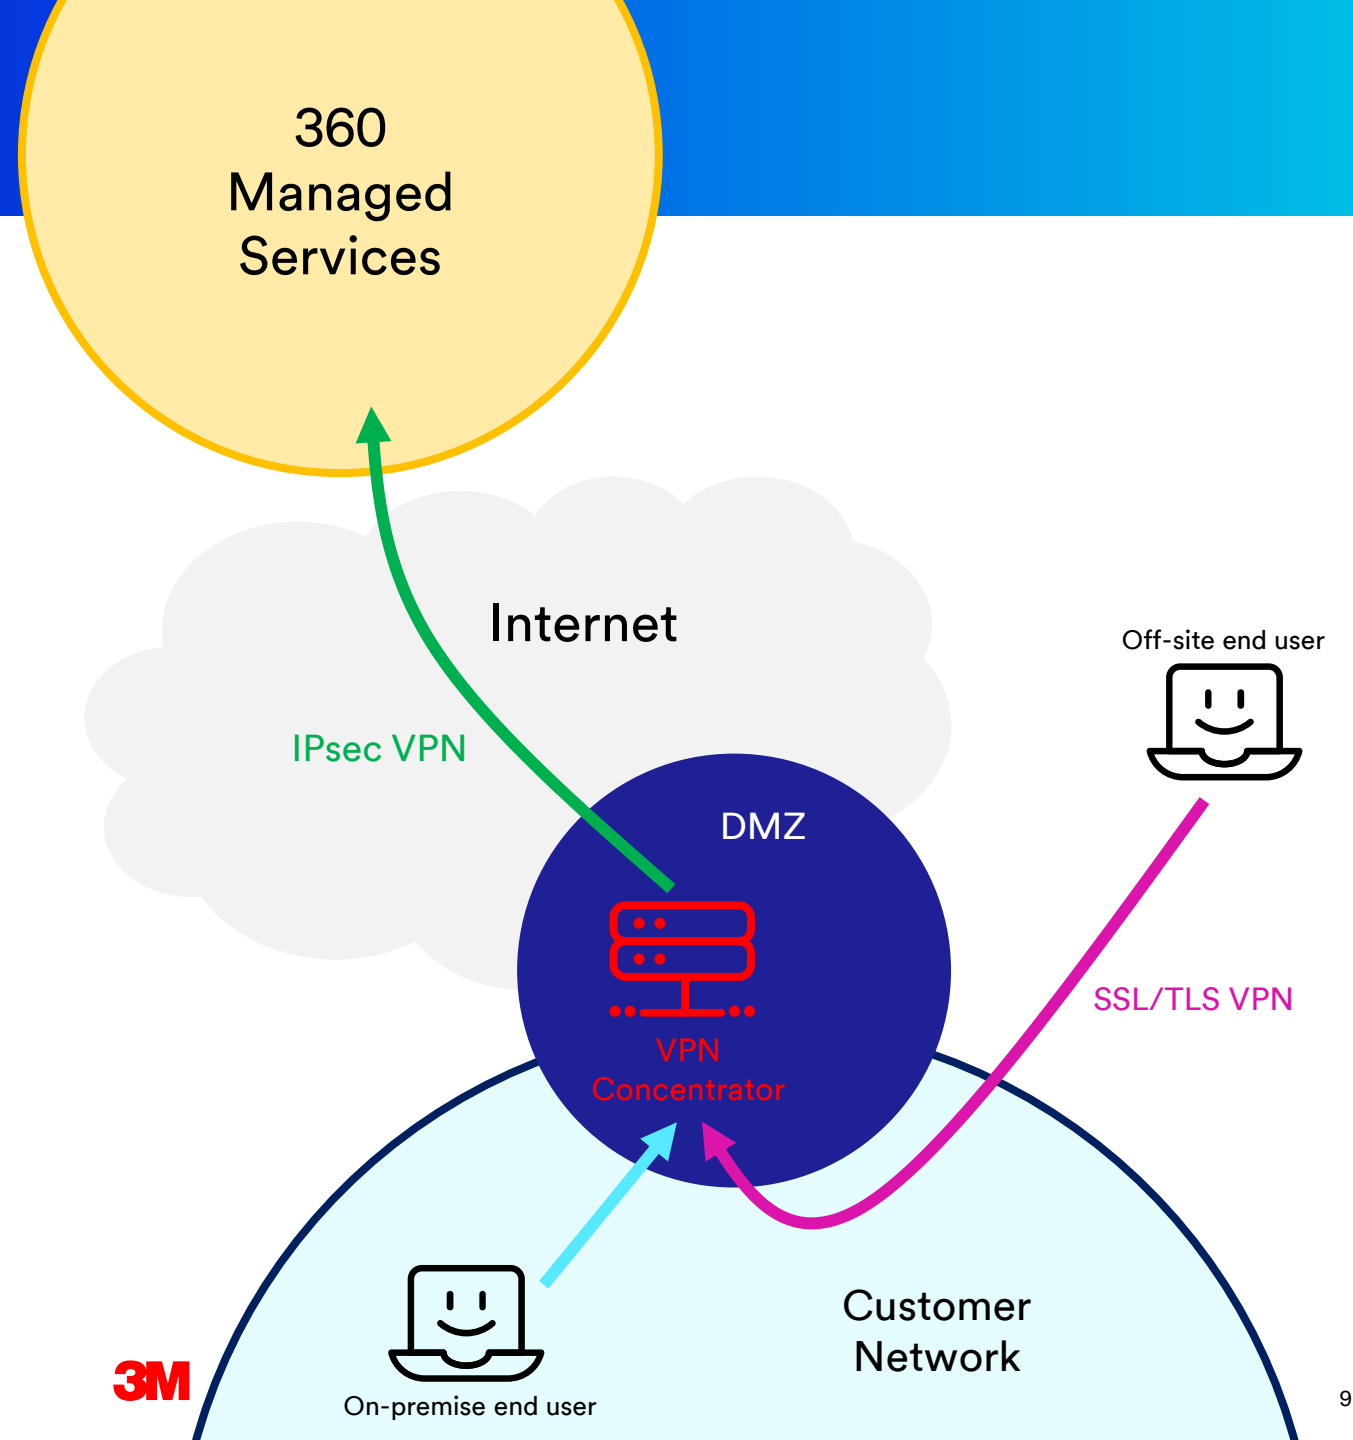 360
Managed
Services
Internet
Off-site end user
IPsec VPN
DMZ
SSL/TLS VPN
VPN
Concentrator
Customer
Network
3M
On-premise end user
9